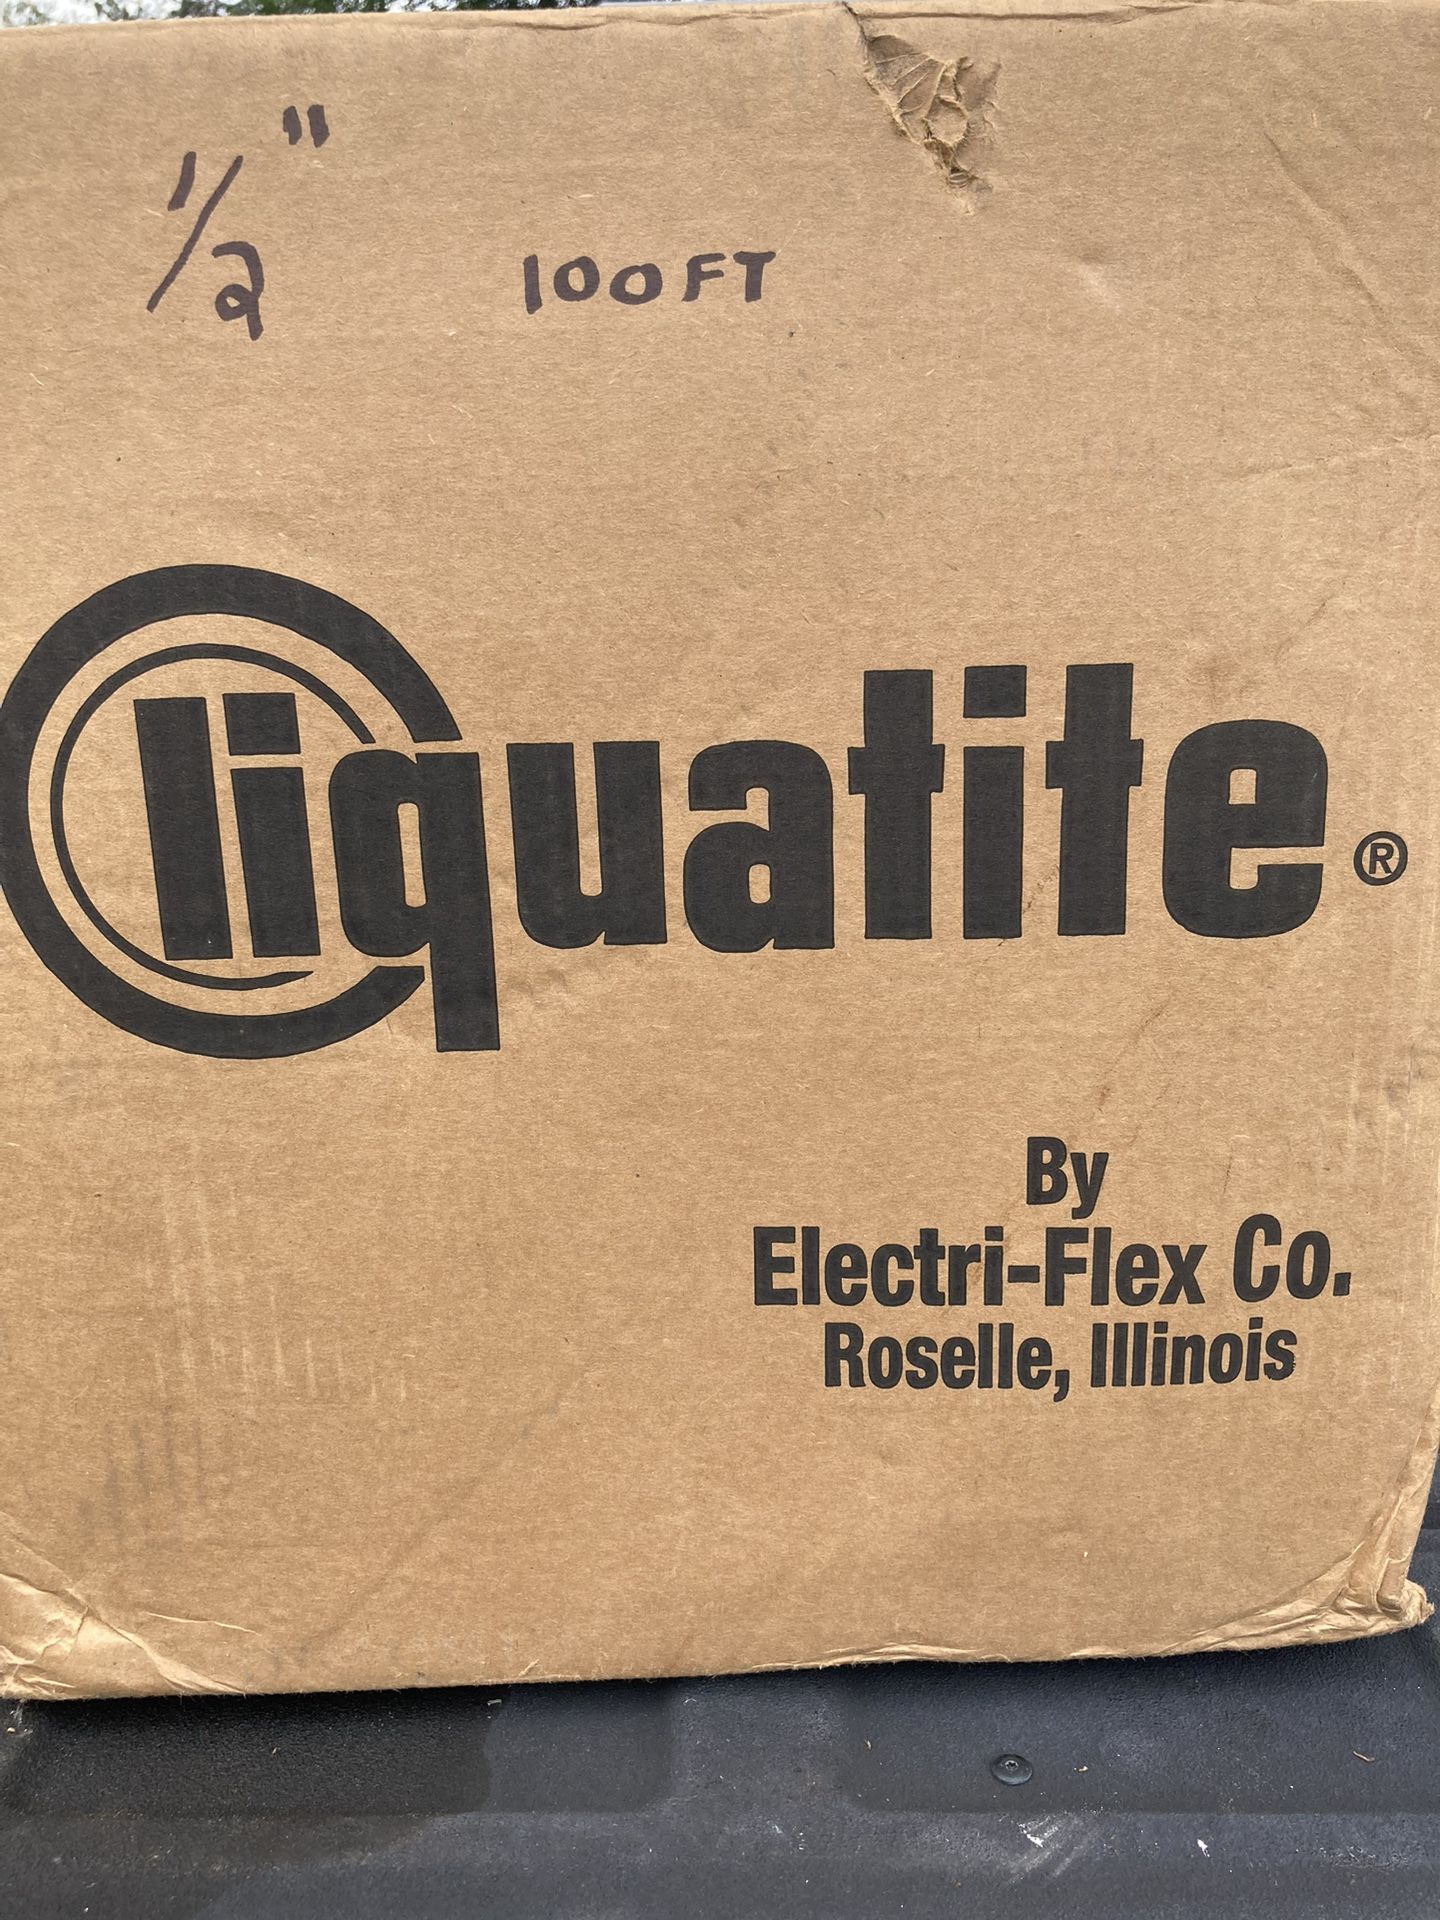 1/2"
100FT
liquatite®
By
Electri-Flex Co.
Roselle, Illinois